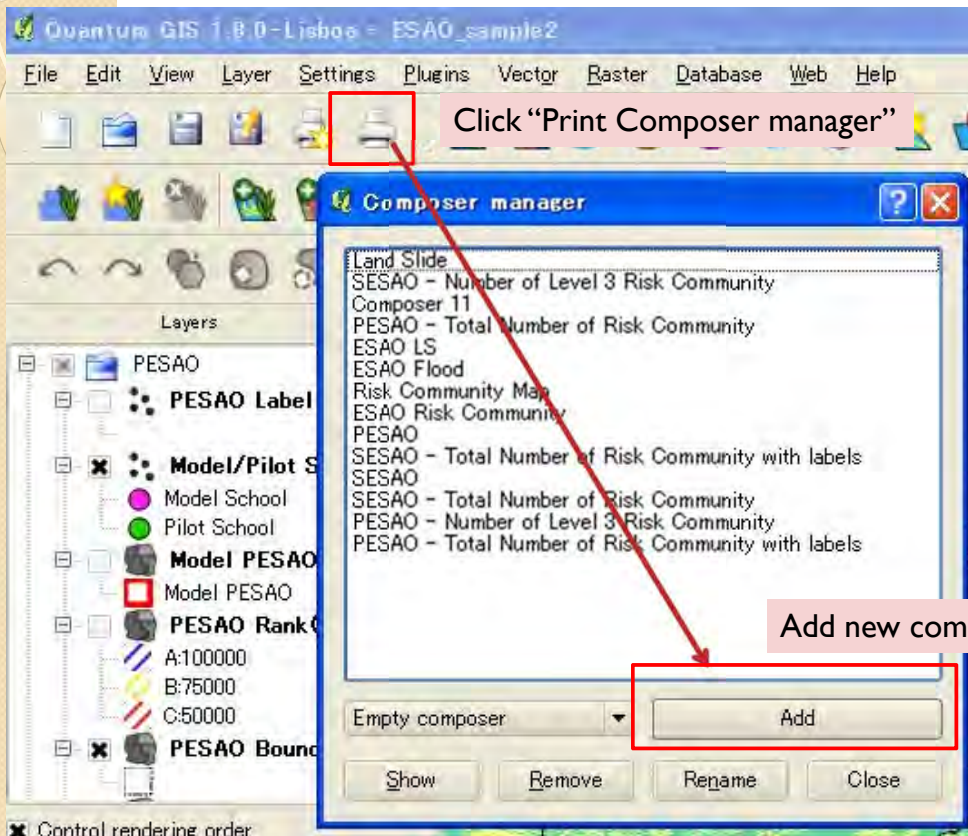 Quantum GIS 1.8.0-Lisboa - ESAO_sample2
File Edit View Layer Settings Plugins Vector Raster Database Web Help
Click “Print Composer manager”
Composer manager
Land Slide
SESAO - Number of Level 3 Risk Community
Composer 11
PESAO - Total Number of Risk Community
ESAO LS
ESAO Flood
Risk Community Map
ESAO Risk Community
PESAO
SESAO - Total Number of Risk Community with labels
SESAO
SESAO - Total Number of Risk Community
PESAO - Number of Level 3 Risk Community
PESAO - Total Number of Risk Community with labels
Add new com
Empty composer
Add
Show Remove Rename Close
Layers
PESAO
PESAO Label
Model/Pilot S
Model School
Pilot School
Model PESAO
Model PESAO
PESAO Rank(
A:100000
B:75000
C:50000
PESAO Bound
Control rendering order